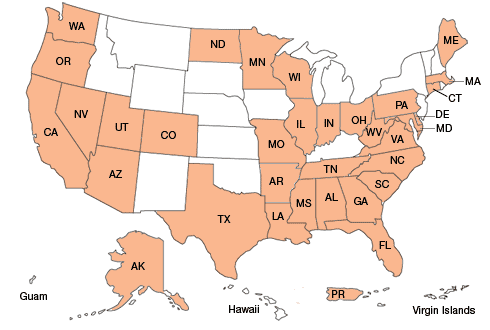 WA
ME
ND
OR
MN
WI
MA
CT
PA
NV
IL
IN
OH
DE
UT
CO
CA
WV
VA
MD
MO
NC
TN
AZ
AR
SC
MS
AL
GA
TX
LA
FL
AK
PR
Guam
Hawaii
Virgin Islands